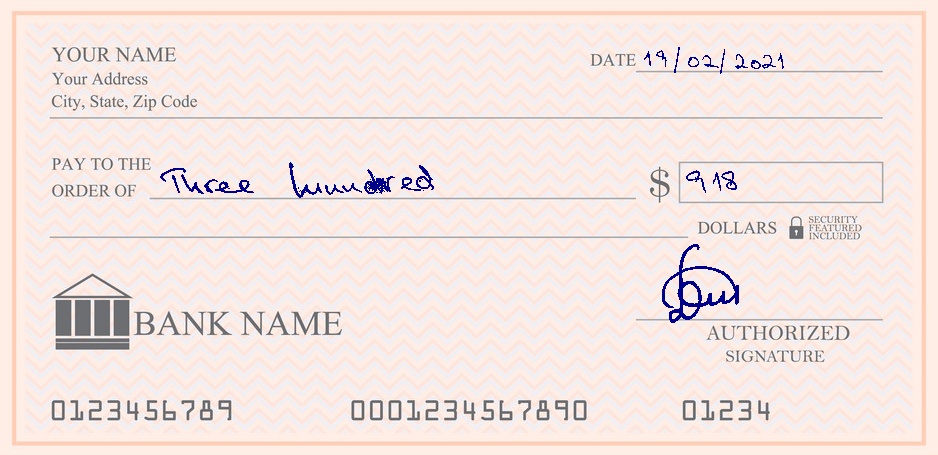 YOUR NAME
Your Address
City, State, Zip Code
DATE 19/02/2021
PAY TO THE
ORDER OF Three hundred $ 918
DOLLARS SECURITY FEATURED INCLUDED
BANK NAME
AUTHORIZED
SIGNATURE
0123456789 0001234567890 01234